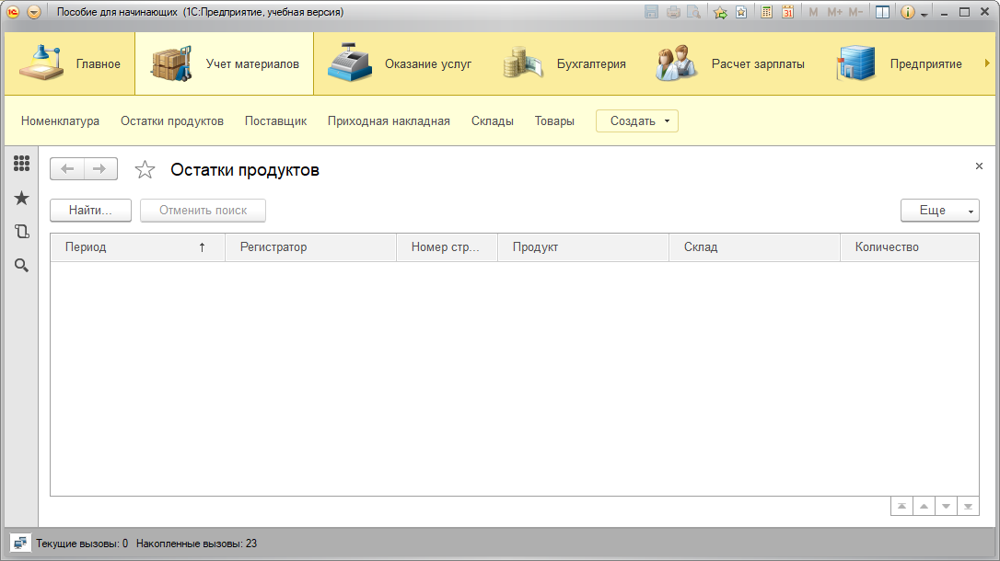 Пособие для начинающих (1С:Предприятие, учебная версия)
31 M M+ M-
Главное Учет материалов Оказание услуг Бухгалтерия Расчет зарплаты Предприятие
Номенклатура Остатки продуктов Поставщик Приходная накладная Склады Товары Создать
Остатки продуктов
Найти... Отменить поиск Еще
Период Регистратор Номер стр... Продукт Склад Количество
Текущие вызовы: 0 Накопленные вызовы: 23